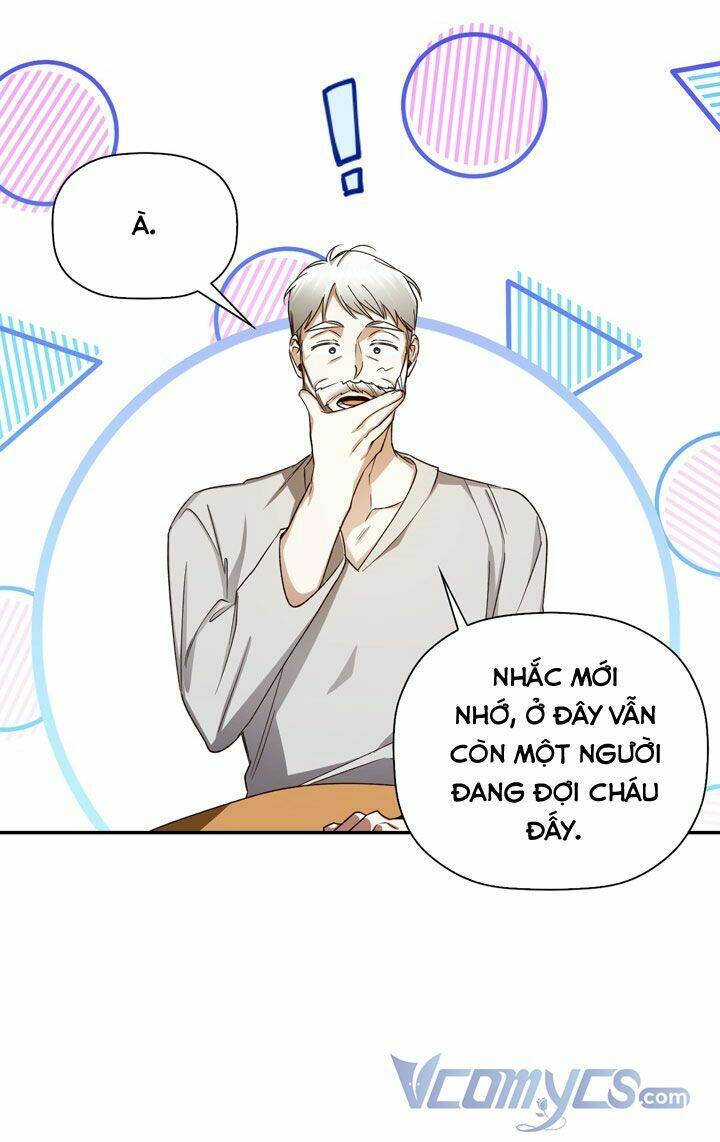 À.
NHẮC MỚI
NHỚ, Ở ĐÂY VẪN
CÒN MỘT NGƯỜI
ĐANG ĐỢI CHÁU
ĐẤY.
VCOMYCS.com